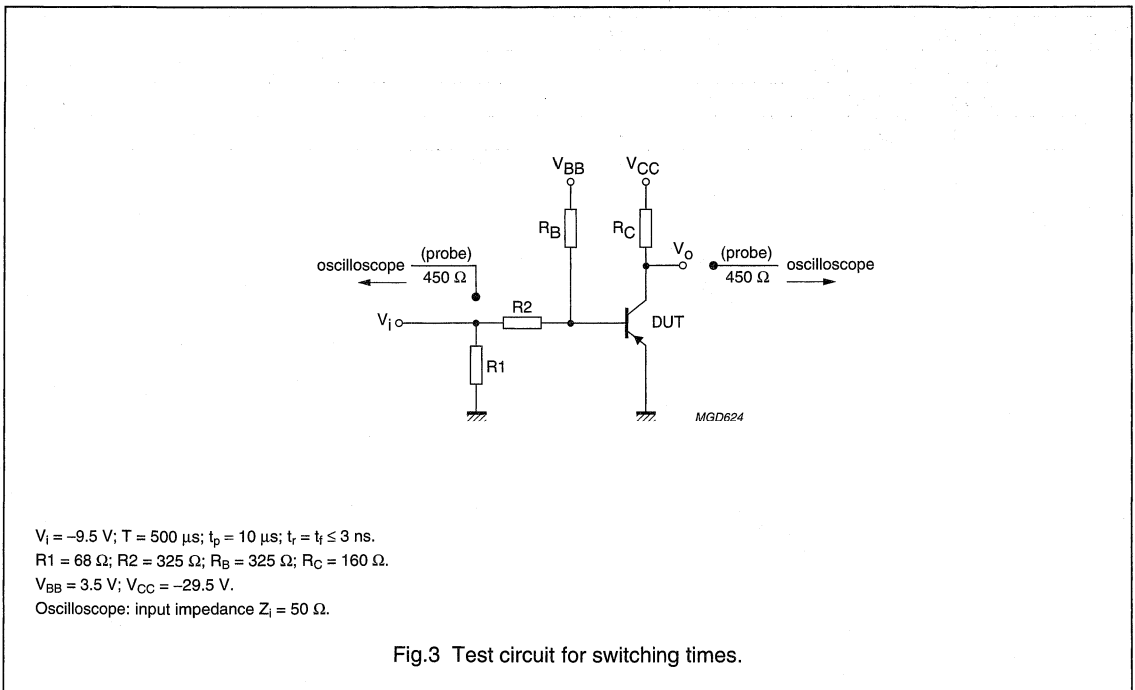 V_BB V_CC
R_B R_C
V_o
(probe) (probe)
oscilloscope oscilloscope
450 Ω 450 Ω
R2
V_i DUT
R1
MGD624
V_i = −9.5 V; T = 500 μs; t_p = 10 μs; t_r = t_f ≤ 3 ns.
R1 = 68 Ω; R2 = 325 Ω; R_B = 325 Ω; R_C = 160 Ω.
V_BB = 3.5 V; V_CC = −29.5 V.
Oscilloscope: input impedance Z_i = 50 Ω.
Fig.3 Test circuit for switching times.